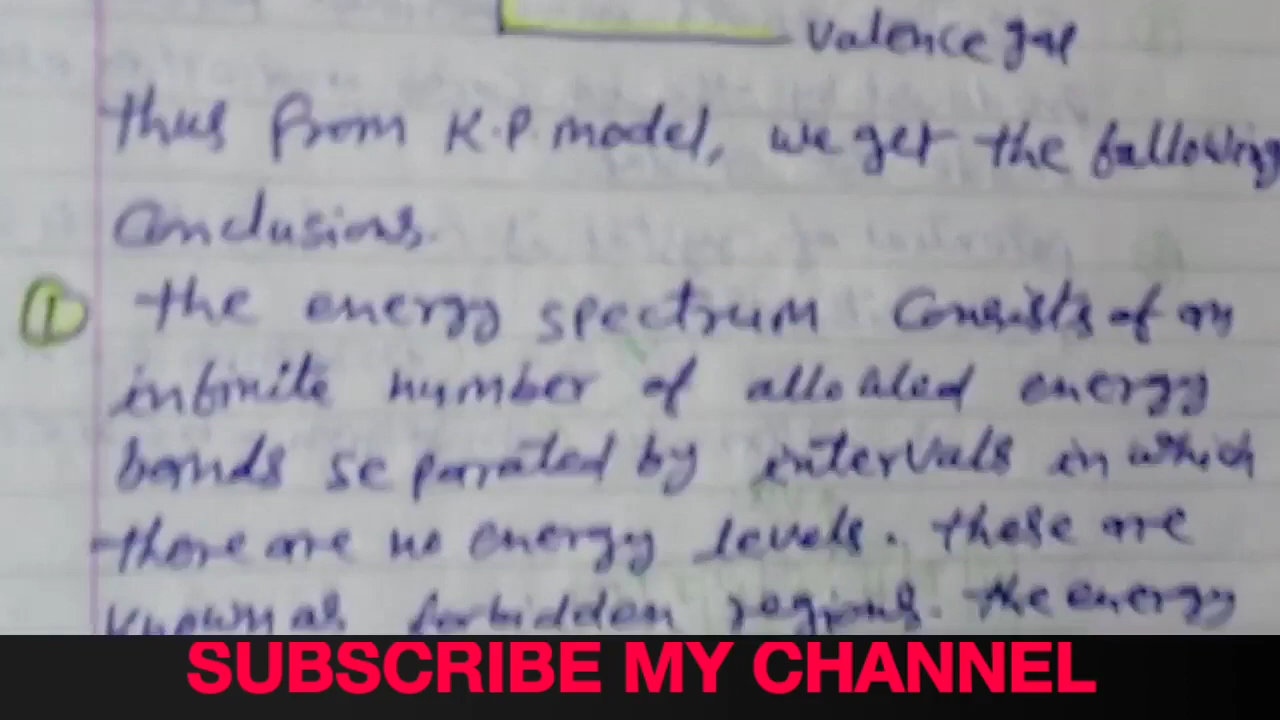 valence gap
thus from K.P. model, we get the following
Conclusions.
① the energy spectrum Consists of an
infinite number of allowed energy
bands separated by intervals in which
there are no energy levels. these are
known as forbidden regions. the energy
SUBSCRIBE MY CHANNEL